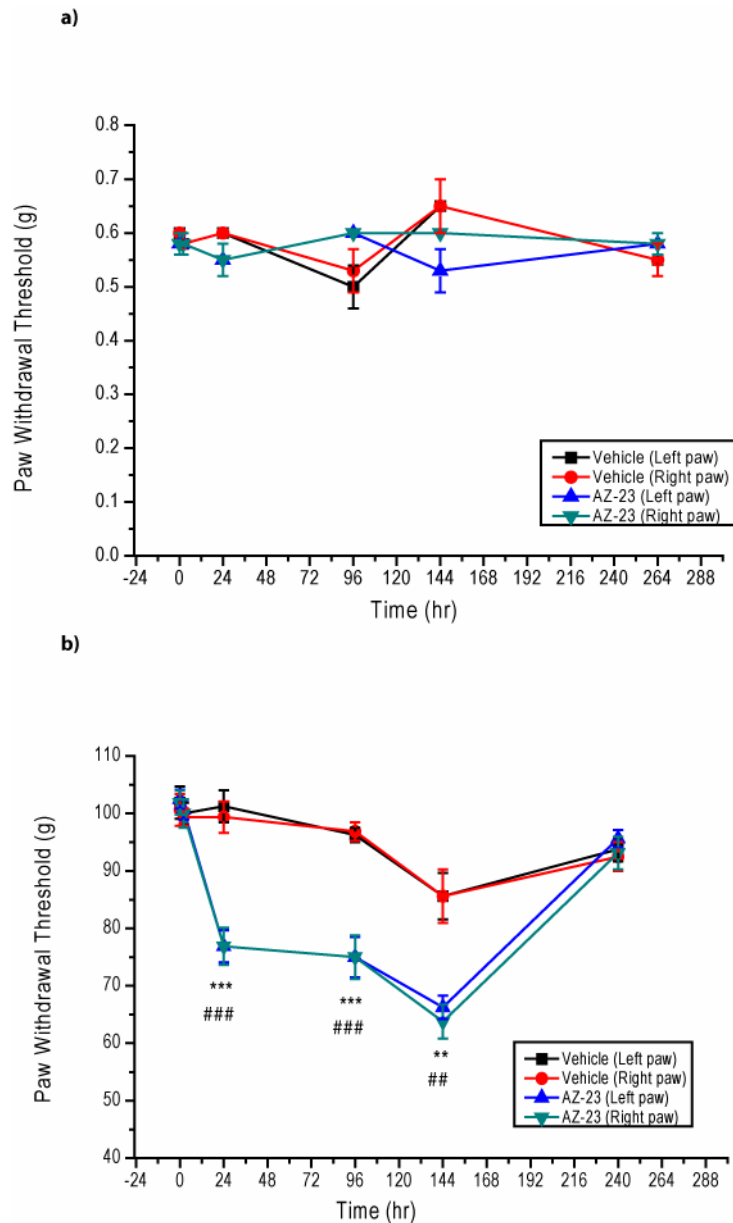 a)
0.8
0.7
0.6
0.5
0.4
0.3
0.2
0.1
0.0
Paw Withdrawal Threshold (g)
Vehicle (Left paw)
Vehicle (Right paw)
AZ-23 (Left paw)
AZ-23 (Right paw)
-24 0 24 48 72 96 120 144 168 192 216 240 264 288
Time (hr)
b)
110
100
90
80
70
60
50
40
Paw Withdrawal Threshold (g)
***
###
***
###
**
##
Vehicle (Left paw)
Vehicle (Right paw)
AZ-23 (Left paw)
AZ-23 (Right paw)
-24 0 24 48 72 96 120 144 168 192 216 240 264 288
Time (hr)